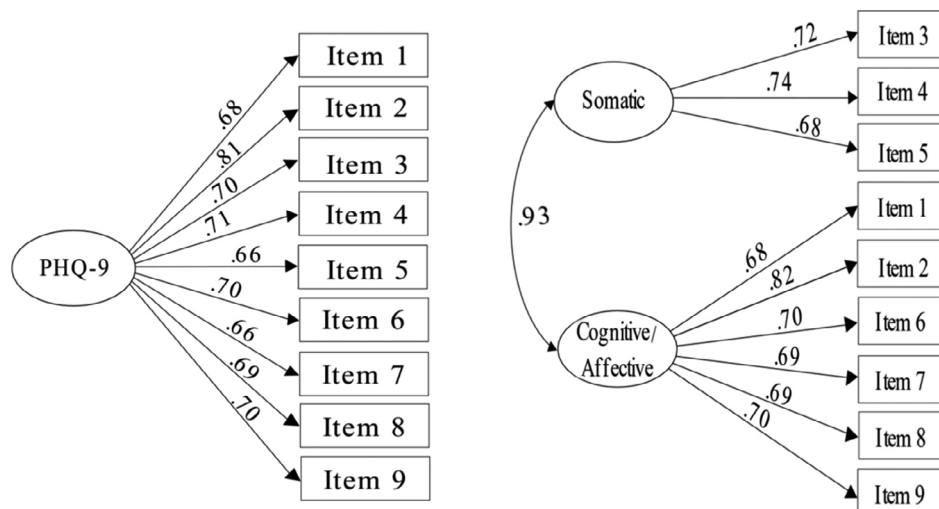 PHQ-9
.68
.81
.70
.71
.66
.70
.66
.69
.70
Item 1
Item 2
Item 3
Item 4
Item 5
Item 6
Item 7
Item 8
Item 9
.93
Somatic
.72
.74
.68
Item 3
Item 4
Item 5
Cognitive/
Affective
.68
.82
.70
.69
.69
.70
Item 1
Item 2
Item 6
Item 7
Item 8
Item 9